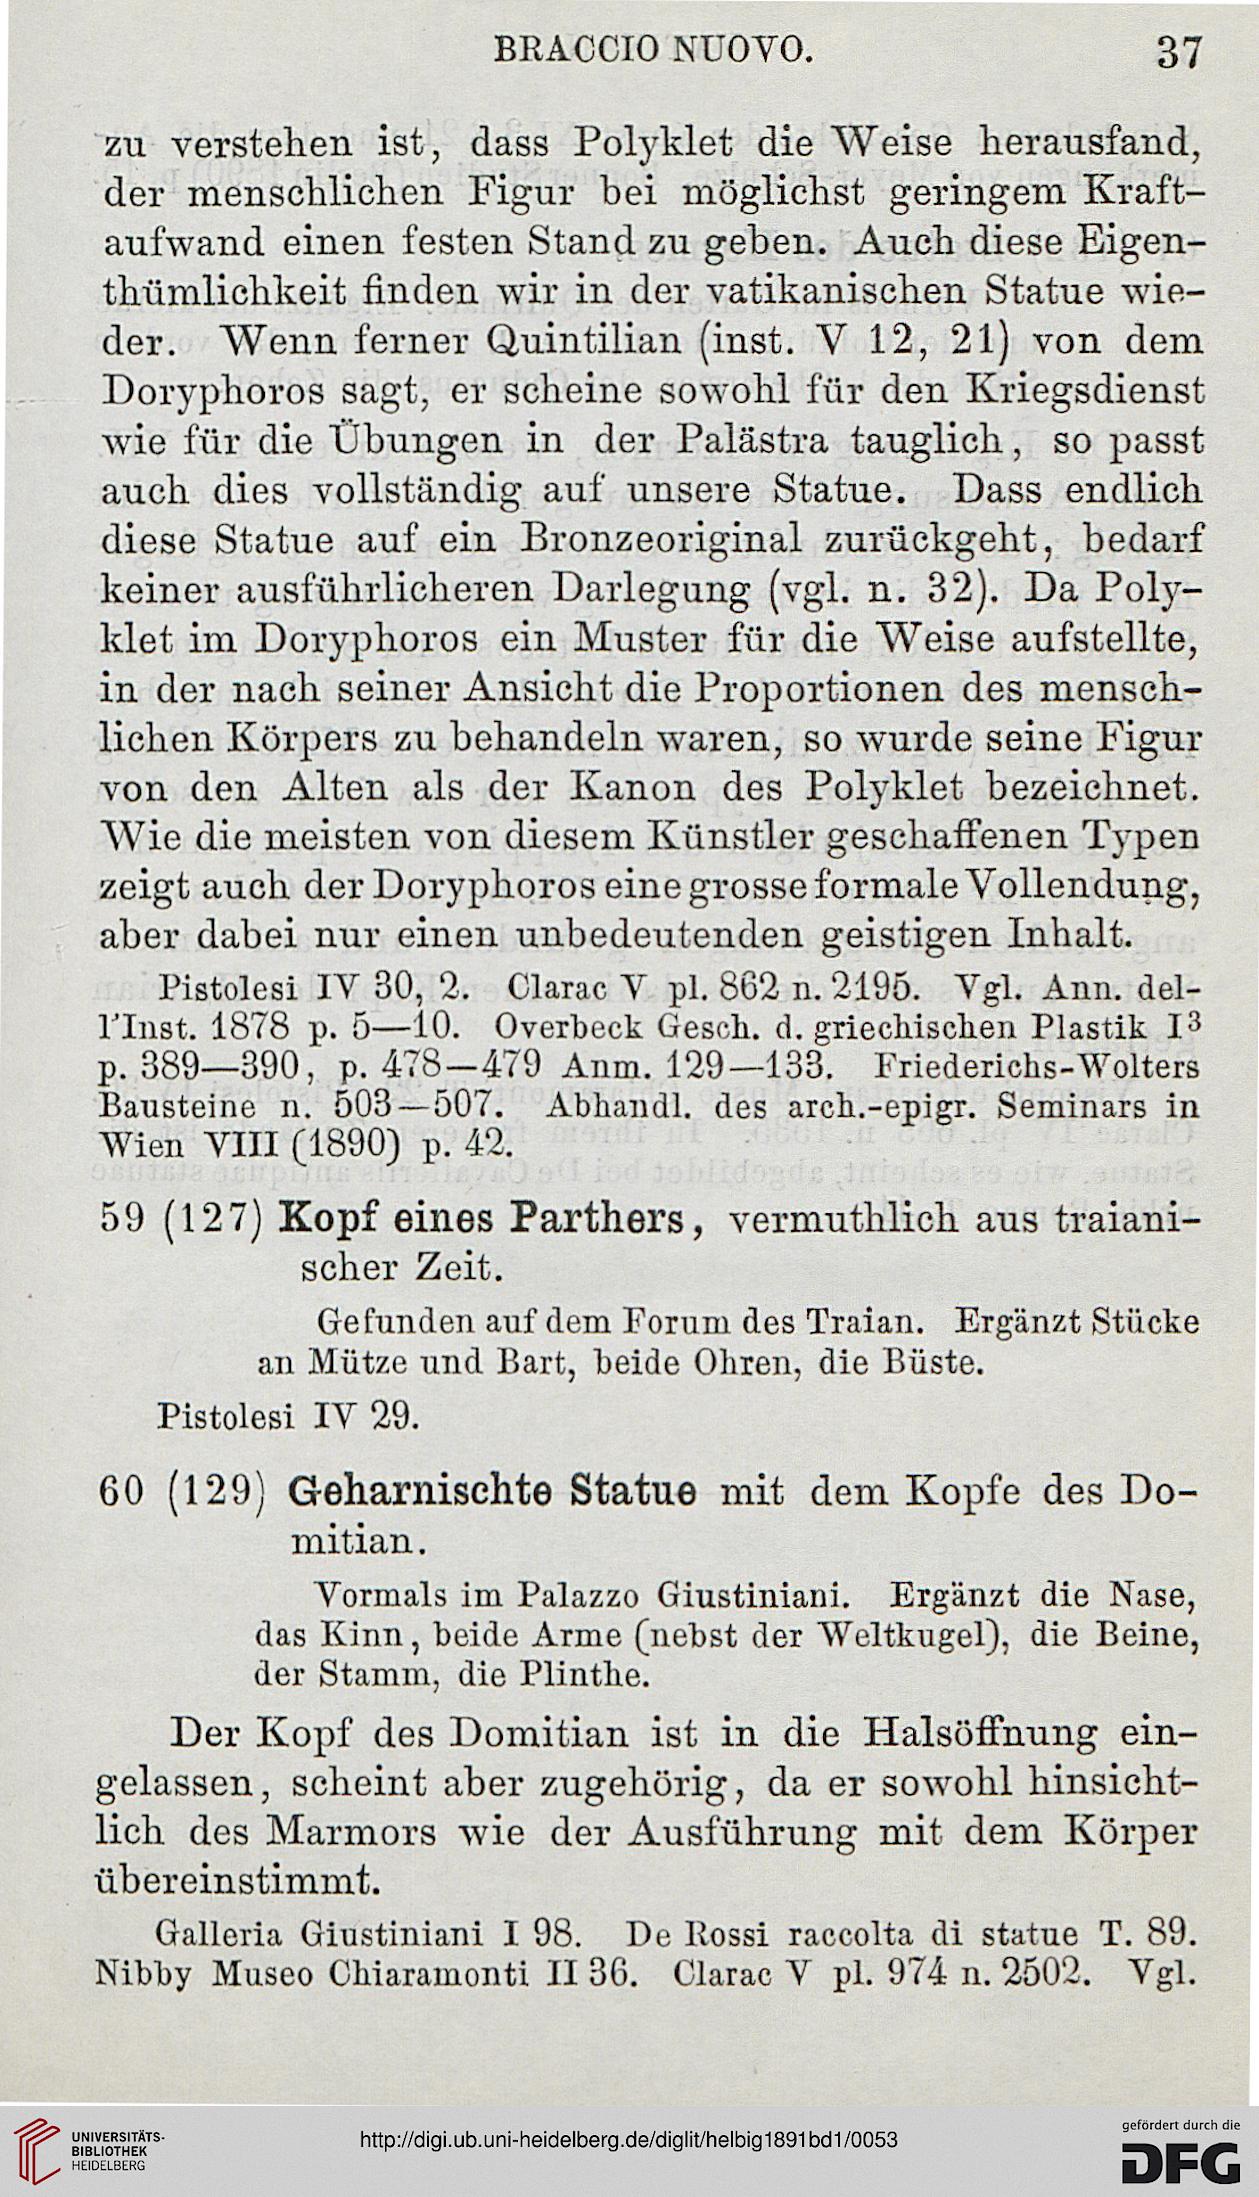 BRACCIO NUOVO. 37
zu verstehen ist, dass Polyklet die Weise herausfand,
der menschlichen Figur bei möglichst geringem Kraft-
aufwand einen festen Stand zu geben. Auch diese Eigen-
thümlichkeit finden wir in der vatikanischen Statue wie-
der. Wenn ferner Quintilian (inst. V 12, 21) von dem
Doryphoros sagt, er scheine sowohl für den Kriegsdienst
wie für die Übungen in der Palästra tauglich, so passt
auch dies vollständig auf unsere Statue. Dass endlich
diese Statue auf ein Bronzeoriginal zurückgeht, bedarf
keiner ausführlicheren Darlegung (vgl. n. 32). Da Poly-
klet im Doryphoros ein Muster für die Weise aufstellte,
in der nach seiner Ansicht die Proportionen des mensch-
lichen Körpers zu behandeln waren, so wurde seine Figur
von den Alten als der Kanon des Polyklet bezeichnet.
Wie die meisten von diesem Künstler geschaffenen Typen
zeigt auch der Doryphoros eine grosse formale Vollendung,
aber dabei nur einen unbedeutenden geistigen Inhalt.
Pistolesi IV 30, 2. Clarac V pl. 862 n. 2195. Vgl. Ann. del-
l'Inst. 1878 p. 5—10. Overbeck Gesch. d. griechischen Plastik I³
p. 389—390, p. 478—479 Anm. 129—133. Friederichs-Wolters
Bausteine n. 503—507. Abhandl. des arch.-epigr. Seminars in
Wien VIII (1890) p. 42.
59 (127) Kopf eines Parthers, vermuthlich aus traiani-
scher Zeit.
Gefunden auf dem Forum des Traian. Ergänzt Stücke
an Mütze und Bart, beide Ohren, die Büste.
Pistolesi IV 29.
60 (129) Geharnischte Statue mit dem Kopfe des Do-
mitian.
Vormals im Palazzo Giustiniani. Ergänzt die Nase,
das Kinn, beide Arme (nebst der Weltkugel), die Beine,
der Stamm, die Plinthe.
Der Kopf des Domitian ist in die Halsöffnung ein-
gelassen, scheint aber zugehörig, da er sowohl hinsicht-
lich des Marmors wie der Ausführung mit dem Körper
übereinstimmt.
Galleria Giustiniani I 98. De Rossi raccolta di statue T. 89.
Nibby Museo Chiaramonti II 36. Clarac V pl. 974 n. 2502. Vgl.
UNIVERSITÄTS-
BIBLIOTHEK
HEIDELBERG
http://digi.ub.uni-heidelberg.de/diglit/helbig1891bd1/0053
gefördert durch die
DFG